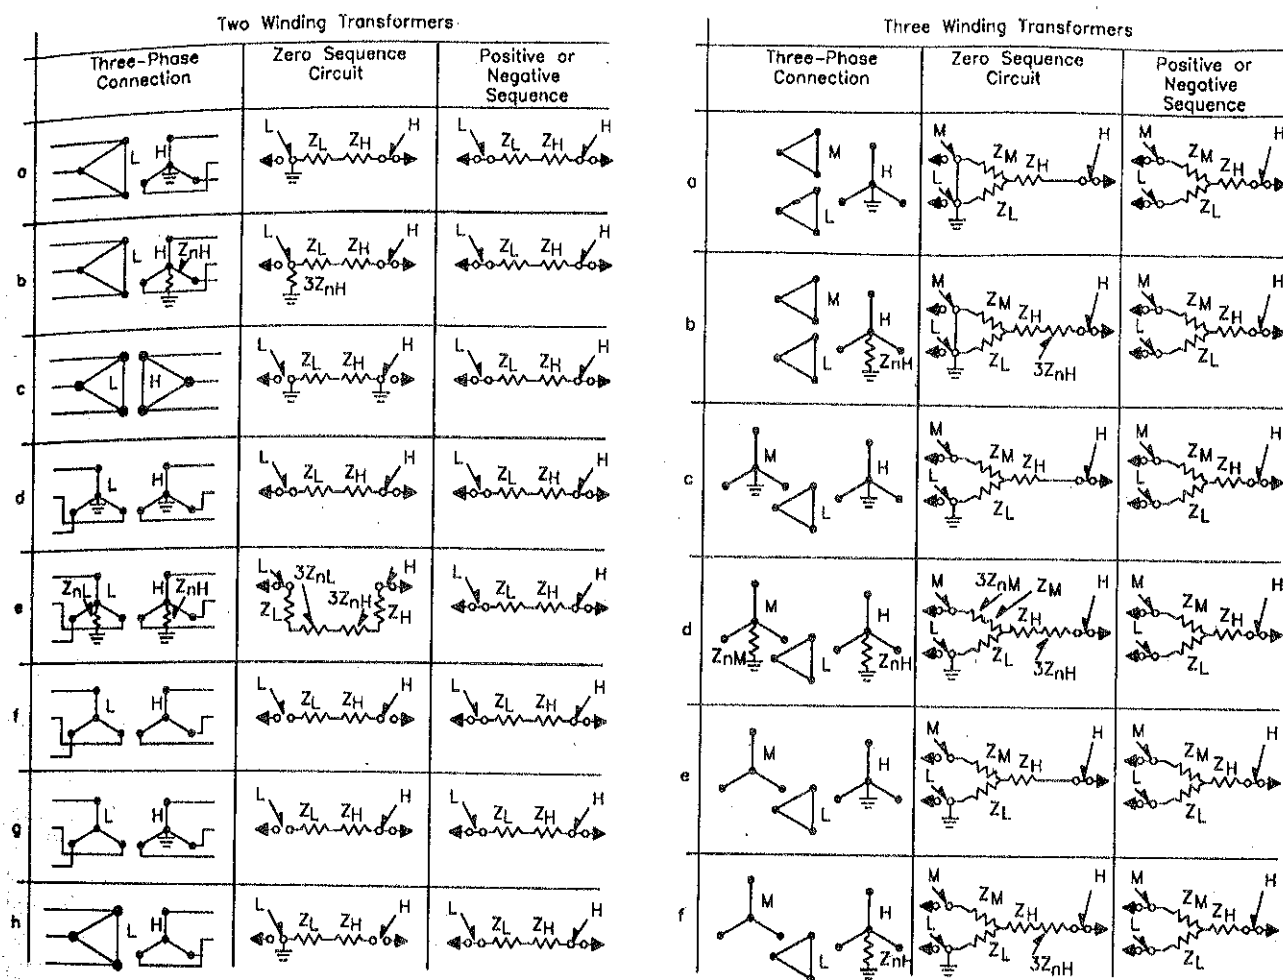 Two Winding Transformers
Three-Phase Connection
Zero Sequence Circuit
Positive or Negative Sequence
a
L
H
L
ZL
ZH
H
L
ZL
ZH
H
b
L
H
ZnH
L
ZL
ZH
H
3ZnH
L
ZL
ZH
H
c
L
H
L
ZL
ZH
H
L
ZL
ZH
H
d
L
H
L
ZL
ZH
H
L
ZL
ZH
H
e
ZnL
L
H
ZnH
L
ZL
3ZnL
3ZnH
ZH
H
L
ZL
ZH
H
f
L
H
L
ZL
ZH
H
L
ZL
ZH
H
g
L
H
L
ZL
ZH
H
L
ZL
ZH
H
h
L
H
L
ZL
ZH
H
L
ZL
ZH
H
Three Winding Transformers
Three-Phase Connection
Zero Sequence Circuit
Positive or Negative Sequence
a
M
H
L
M
ZM
ZH
H
L
ZL
M
ZM
ZH
H
L
ZL
b
M
H
L
ZnH
M
ZM
ZH
H
L
ZL
3ZnH
M
ZM
ZH
H
L
ZL
c
M
H
L
M
ZM
ZH
H
L
ZL
M
ZM
ZH
H
L
ZL
d
M
H
ZnM
L
ZnH
M
3ZnM
ZM
ZH
H
L
ZL
3ZnH
M
ZM
ZH
H
L
ZL
e
M
H
L
M
ZM
ZH
H
L
ZL
M
ZM
ZH
H
L
ZL
f
M
H
L
ZnH
M
ZM
ZH
H
L
ZL
3ZnH
M
ZM
ZH
H
L
ZL